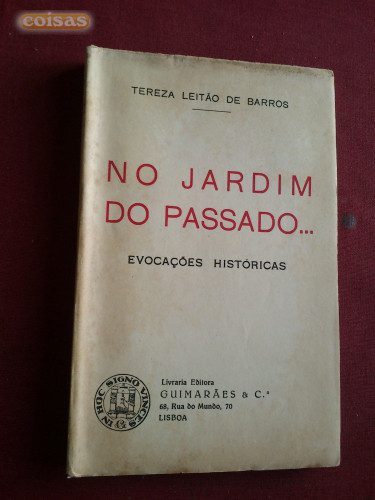 coisas
TEREZA LEITÃO DE BARROS
NO JARDIM
DO PASSADO...
EVOCAÇÕES HISTÓRICAS
IN HOC SIGNO VINCES
G
Livraria Editora
GUIMARÃES & C.ª
68, Rua do Mundo, 70
LISBOA